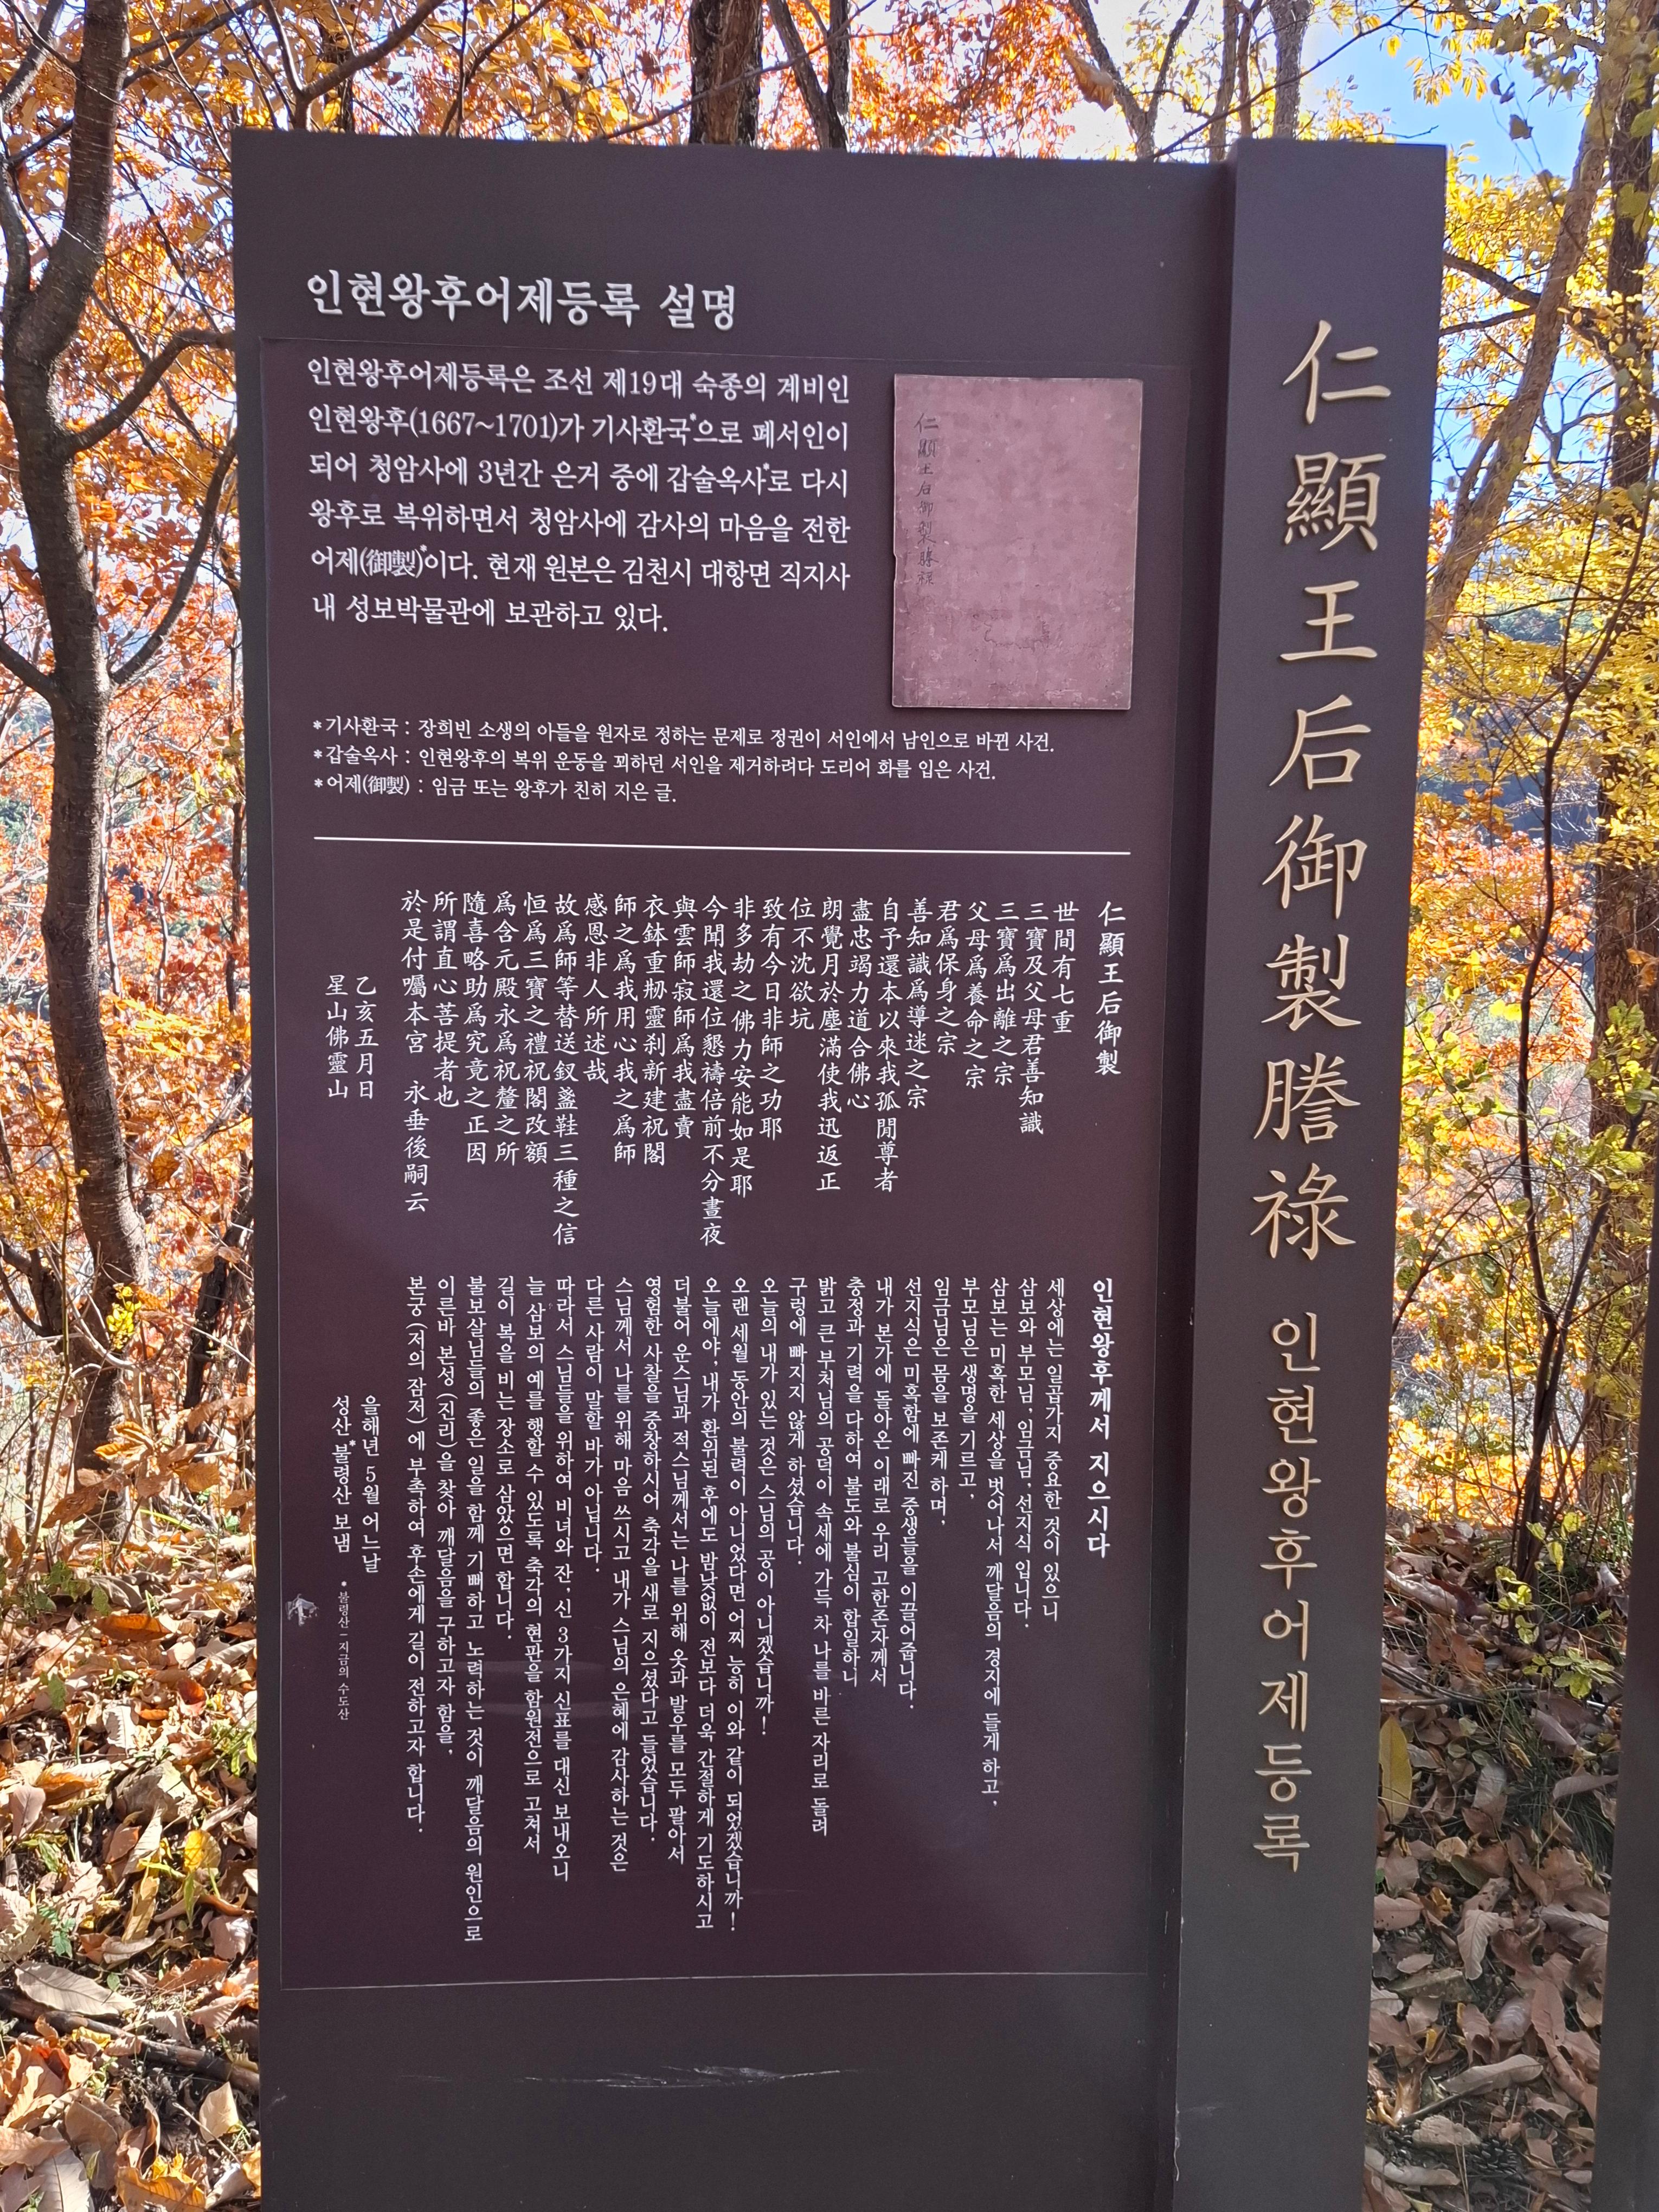 인현왕후어제등록 설명
인현왕후어제등록은 조선 제19대 숙종의 계비인
인현왕후(1667~1701)가 기사환국*으로 폐서인이
되어 청암사에 3년간 은거 중에 갑술옥사*로 다시
왕후로 복위하면서 청암사에 감사의 마음을 전한
어제(御製)*이다. 현재 원본은 김천시 대항면 직지사
내 성보박물관에 보관하고 있다.
仁顯王后御製謄祿
*기사환국 : 장희빈 소생의 아들을 원자로 정하는 문제로 정권이 서인에서 남인으로 바뀐 사건.
*갑술옥사 : 인현왕후의 복위 운동을 꾀하던 서인을 제거하려다 도리어 화를 입은 사건.
*어제(御製) : 임금 또는 왕후가 친히 지은 글.
仁顯王后御製
世間有七重
三寶及父母君善知識
三寶爲出離之宗
父母爲養命之宗
君爲保身之宗
善知識爲導迷之宗
自予還本以來我孤閒尊者
盡忠竭力道合佛心
朗覺月於塵滿使我迅返正
位不沈欲坑
致有今日非師之功耶
非多劫之佛力安能如是耶
今聞我還位懇禱倍前不分晝夜
與雲師寂師爲我盡賣
衣鉢重刱靈刹新建祝閣
師之爲我用心我之爲師
感恩非人所述哉
故爲師等替送釵盞鞋三種之信
恒爲三寶之禮祝閣改額
爲含元殿永爲祝釐之所
隨喜略助爲究竟之正因
所謂直心菩提者也
於是付囑本宮 永垂後嗣云
乙亥五月日
星山佛靈山
인현왕후께서 지으시다
세상에는 일곱가지 중요한 것이 있으니
삼보와 부모님, 임금님, 선지식 입니다.
삼보는 미혹한 세상을 벗어나서 깨달음의 경지에 들게 하고,
부모님은 생명을 기르고,
임금님은 몸을 보존케 하며,
선지식은 미혹함에 빠진 중생들을 이끌어줍니다.
내가 본가에 돌아온 이래로 우리 고한존자께서
충정과 기력을 다하여 불도와 불심이 합일하니
밝고 큰 부처님의 공덕이 속세에 가득 차 나를 바른 자리로 돌려
구렁에 빠지지 않게 하셨습니다.
오늘의 내가 있는 것은 스님의 공이 아니겠습니까!
오랜 세월 동안의 불력이 아니었다면 어찌 능히 이와 같이 되었겠습니까!
오늘에야, 내가 환위된 후에도 밤낮없이 전보다 더욱 간절하게 기도하시고
더불어 운스님과 적스님께서는 나를 위해 옷과 발우를 모두 팔아서
영험한 사찰을 중창하시어 축각을 새로 지으셨다고 들었습니다.
스님께서 나를 위해 마음 쓰시고 내가 스님의 은혜에 감사하는 것은
다른 사람이 말할 바가 아닙니다.
따라서 스님들을 위하여 비녀와 잔, 신 3가지 신표를 대신 보내오니
늘 삼보의 예를 행할 수 있도록 축각의 현판을 함원전으로 고쳐서
길이 복을 비는 장소로 삼았으면 합니다.
불보살님들의 좋은 일을 함께 기뻐하고 노력하는 것이 깨달음의 원인으로
이른바 본성(진리)을 찾아 깨달음을 구하고자 함을,
본궁(저의 잠저)에 부촉하여 후손에게 길이 전하고자 합니다.
을해년 5월 어느날
성산 불령산* 보냄
* 불령산 - 지금의 수도산
仁顯王后御製謄祿 인현왕후어제등록